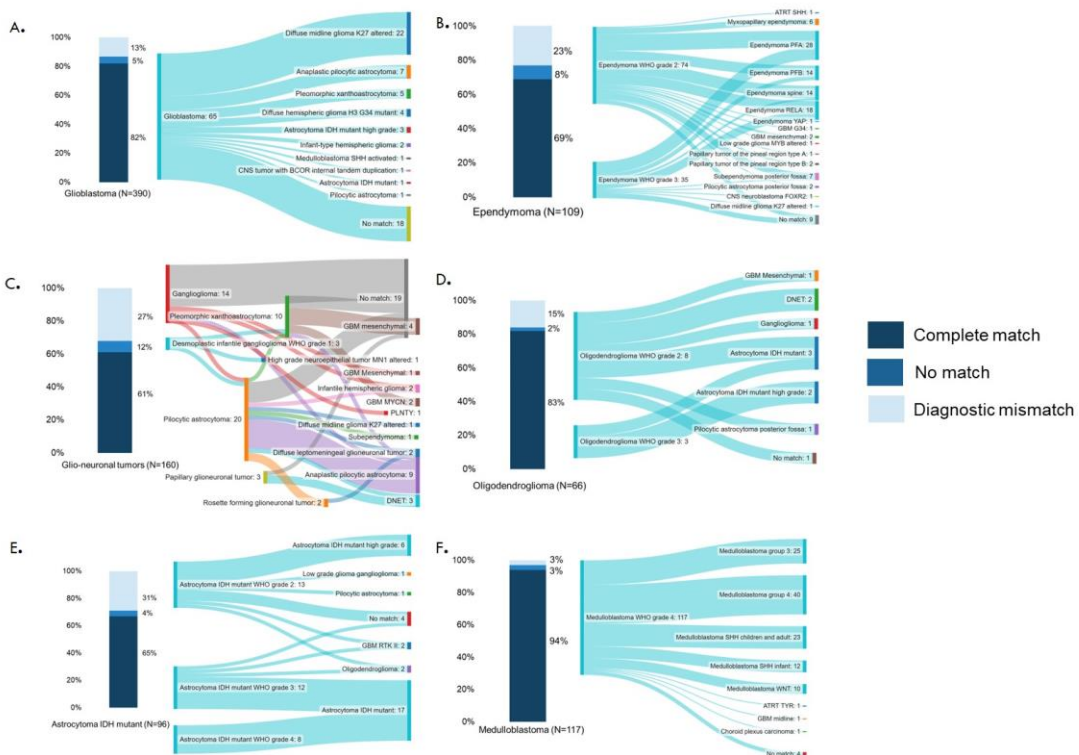 A.
100%
80%
60%
40%
20%
0%
13%
5%
82%
Glioblastoma (N=390)
Glioblastoma: 65
Diffuse midline glioma K27 altered: 22
Anaplastic pilocytic astrocytoma: 7
Pleomorphic xanthoastrocytoma: 5
Diffuse hemispheric glioma H3 G34 mutant: 4
Astrocytoma IDH mutant high grade: 3
Infant-type hemispheric glioma: 2
Medulloblastoma SHH activated: 1
CNS tumor with BCOR internal tandem duplication: 1
Astrocytoma IDH mutant: 1
Pilocytic astrocytoma: 1
No match: 18
B.
100%
80%
60%
40%
20%
0%
23%
8%
69%
Ependymoma (N=109)
Ependymoma WHO grade 2: 74
Ependymoma WHO grade 3: 35
ATRT SHH: 1
Myxopapillary ependymoma: 6
Ependymoma PFA: 28
Ependymoma PFB: 14
Ependymoma spine: 14
Ependymoma RELA: 18
Ependymoma YAP: 1
GBM G34: 1
GBM mesenchymal: 2
Low grade glioma MYB altered: 1
Papillary tumor of the pineal region type A: 1
Papillary tumor of the pineal region type B: 2
Subependymoma posterior fossa: 7
Pilocytic astrocytoma posterior fossa: 2
CNS neuroblastoma FOXR2: 1
Diffuse midline glioma K27 altered: 1
No match: 8
C.
100%
80%
60%
40%
20%
0%
27%
12%
61%
Glio-neuronal tumors (N=160)
Ganglioglioma: 14
Pleomorphic xanthoastrocytoma: 10
Desmoplastic infantile ganglioglioma WHO grade 1: 3
Pilocytic astrocytoma: 20
Papillary glioneuronal tumor: 3
Rosette forming glioneuronal tumor: 2
No match: 19
GBM mesenchymal: 4
High grade neuroepithelial tumor MN1 altered: 1
GBM Mesenchymal: 1
Infantile hemispheric glioma: 2
GBM MYCN: 2
PLNTY: 1
Diffuse midline glioma K27 altered: 1
Subependymoma: 1
Diffuse leptomeningeal glioneuronal tumor: 2
Anaplastic pilocytic astrocytoma: 9
DNET: 3
D.
100%
80%
60%
40%
20%
0%
15%
2%
83%
Oligodendroglioma (N=66)
Oligodendroglioma WHO grade 2: 8
Oligodendroglioma WHO grade 3: 3
GBM Mesenchymal: 1
DNET: 2
Ganglioglioma: 1
Astrocytoma IDH mutant: 3
Astrocytoma IDH mutant high grade: 2
Pilocytic astrocytoma posterior fossa: 1
No match: 1
Complete match
No match
Diagnostic mismatch
E.
100%
80%
60%
40%
20%
0%
31%
4%
65%
Astrocytoma IDH mutant (N=96)
Astrocytoma IDH mutant WHO grade 2: 13
Astrocytoma IDH mutant WHO grade 3: 12
Astrocytoma IDH mutant WHO grade 4: 8
Astrocytoma IDH mutant high grade: 6
Low grade glioma ganglioglioma: 1
Pilocytic astrocytoma: 1
No match: 4
GBM RTK II: 2
Oligodendroglioma: 2
Astrocytoma IDH mutant: 17
F.
100%
80%
60%
40%
20%
0%
3%
3%
94%
Medulloblastoma (N=117)
Medulloblastoma WHO grade 4: 117
Medulloblastoma group 3: 25
Medulloblastoma group 4: 40
Medulloblastoma SHH children and adult: 23
Medulloblastoma SHH infant: 12
Medulloblastoma WNT: 10
ATRT TYR: 1
GBM midline: 1
Choroid plexus carcinoma: 1
No match: 4